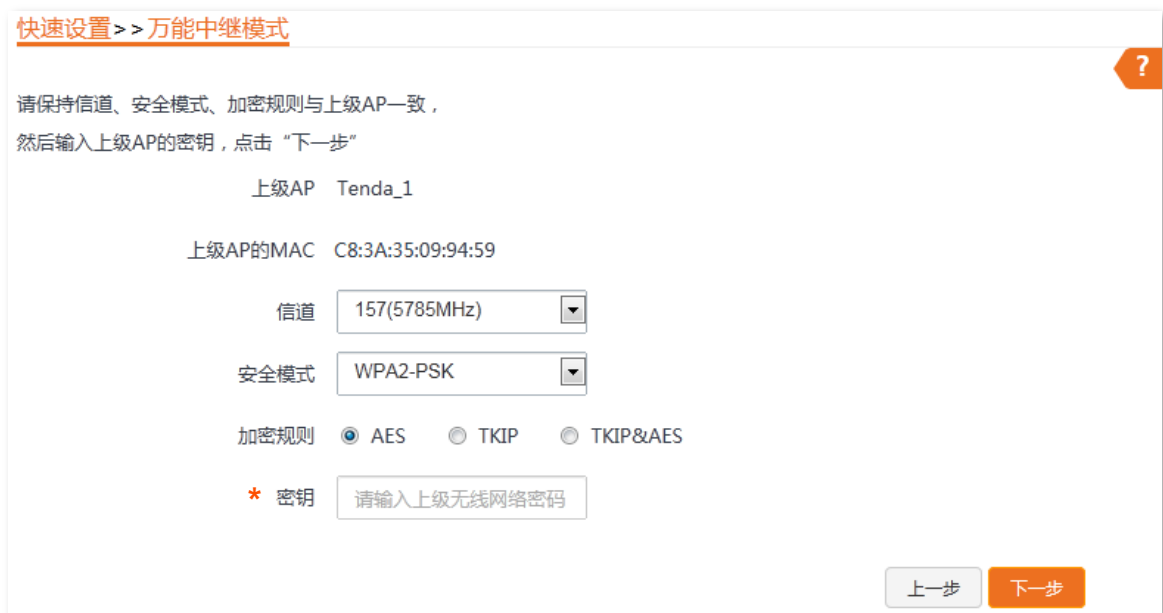 快速设置>>万能中继模式
?
请保持信道、安全模式、加密规则与上级AP一致，
然后输入上级AP的密钥，点击“下一步”
上级AP Tenda_1
上级AP的MAC C8:3A:35:09:94:59
信道 157(5785MHz)
安全模式 WPA2-PSK
加密规则 AES TKIP TKIP&AES
* 密钥 请输入上级无线网络密码
上一步 下一步